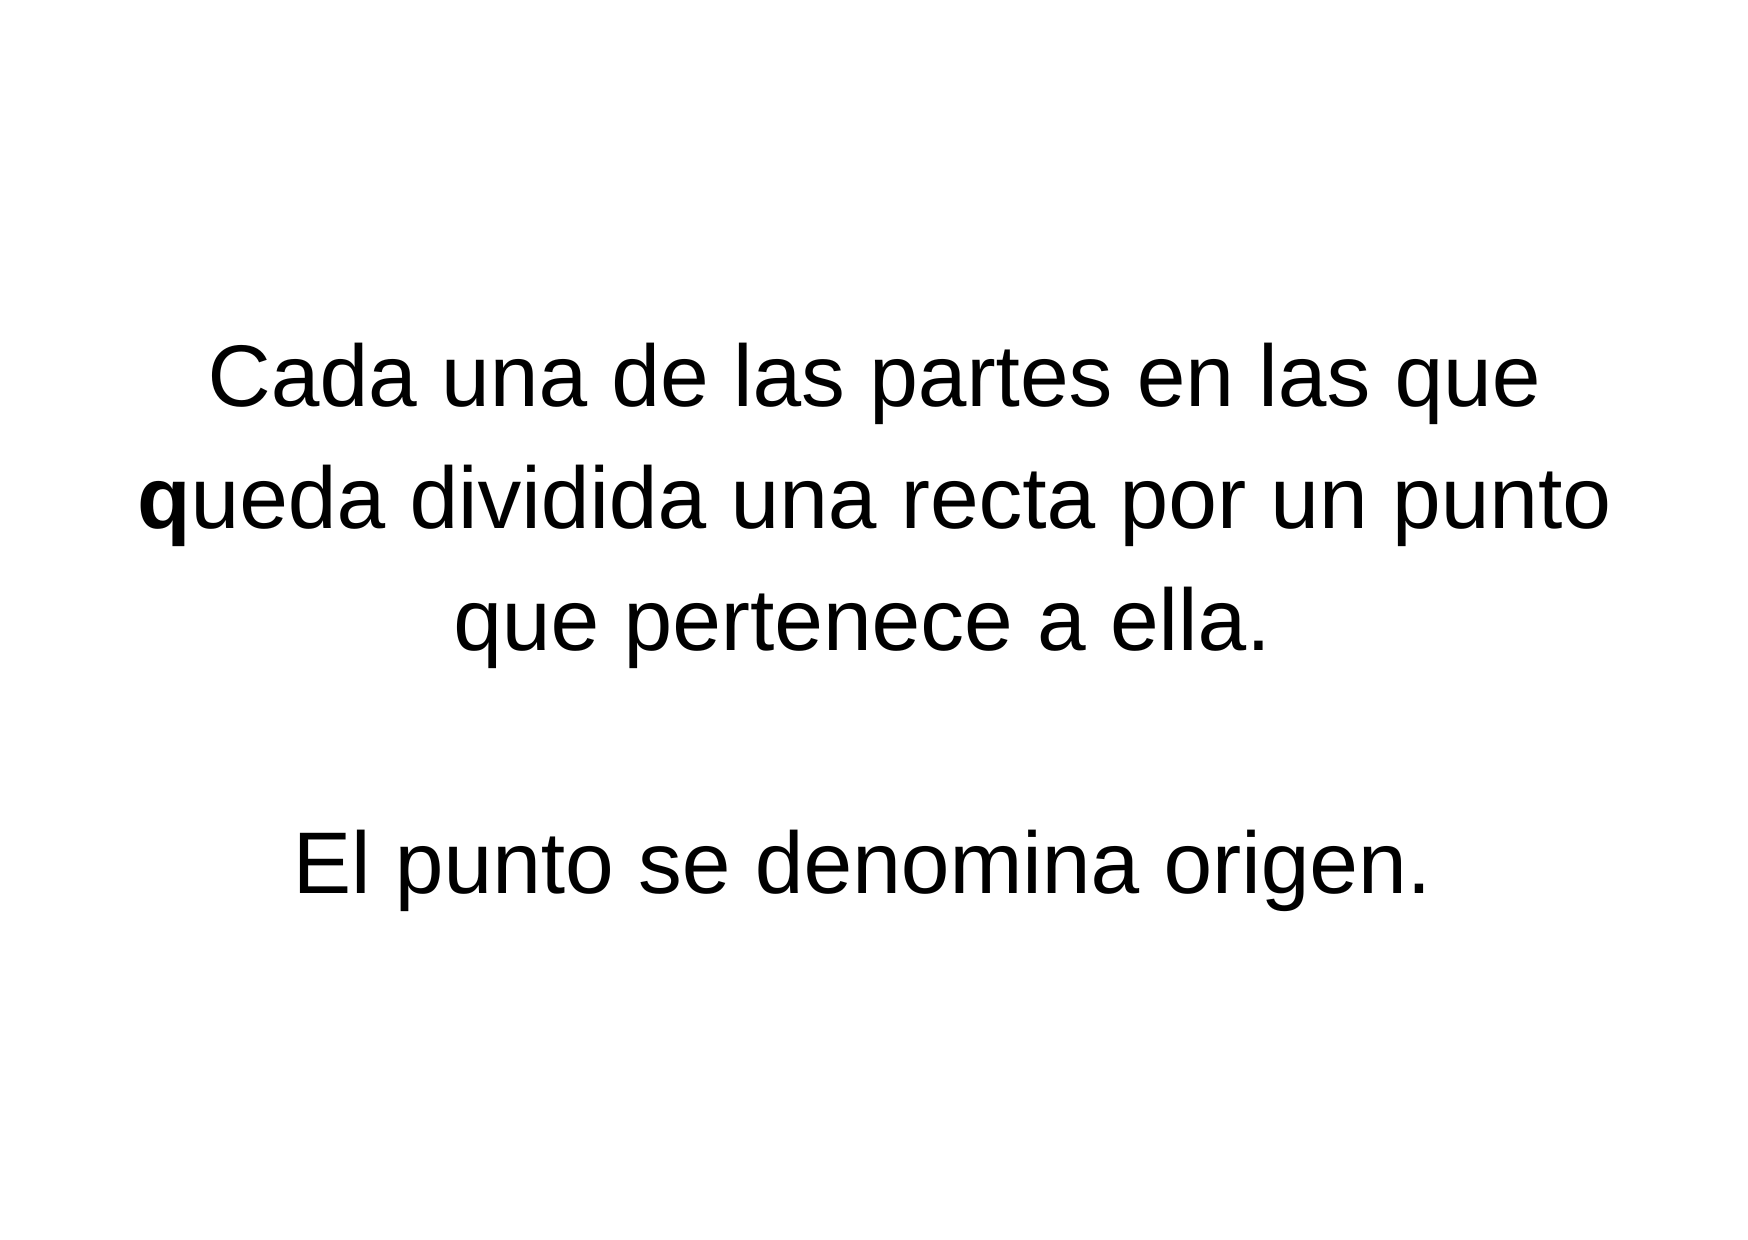 Cada una de las partes en las que
queda dividida una recta por un punto
que pertenece a ella.
El punto se denomina origen.